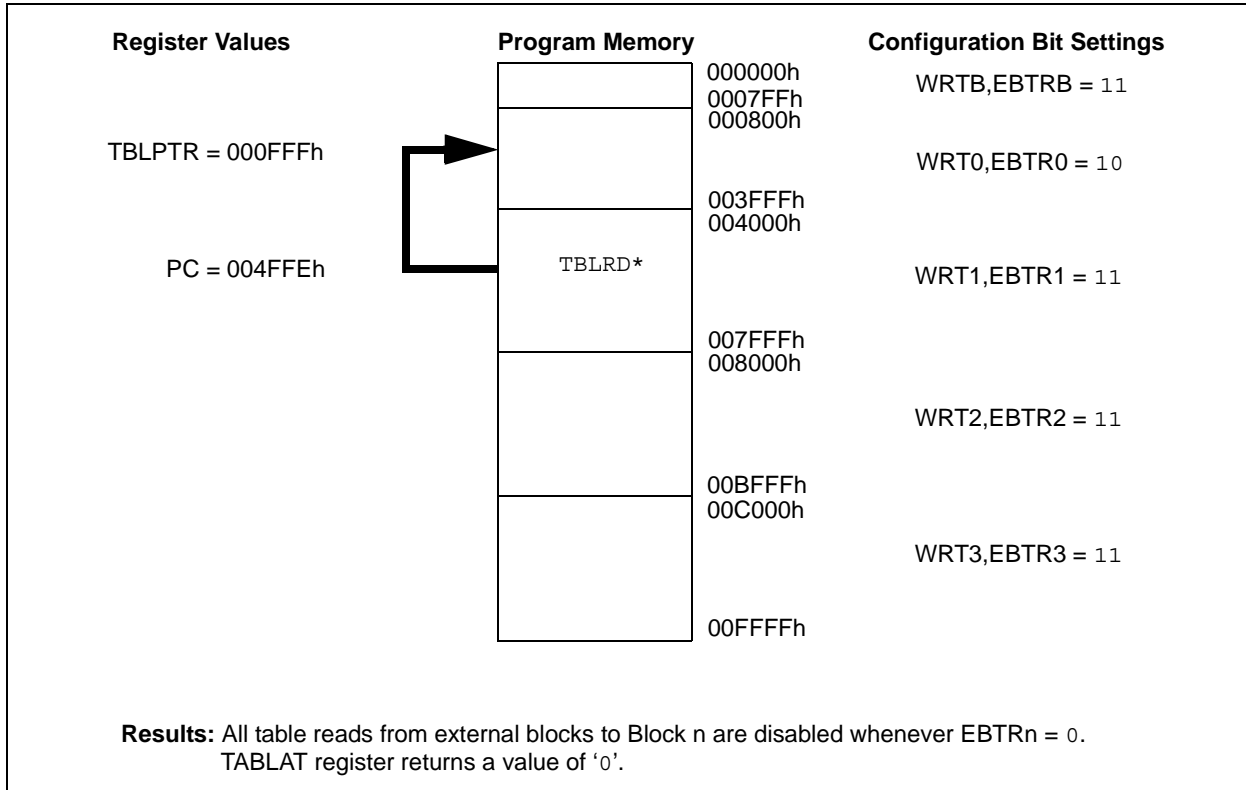 Register Values Program Memory Configuration Bit Settings
000000h
WRTB,EBTRB = 11
0007FFh
000800h
TBLPTR = 000FFFh
WRT0,EBTR0 = 10
003FFFh
004000h
PC = 004FFEh TBLRD*
WRT1,EBTR1 = 11
007FFFh
008000h
WRT2,EBTR2 = 11
00BFFFh
00C000h
WRT3,EBTR3 = 11
00FFFFh
Results: All table reads from external blocks to Block n are disabled whenever EBTRn = 0.
TABLAT register returns a value of ‘0’.